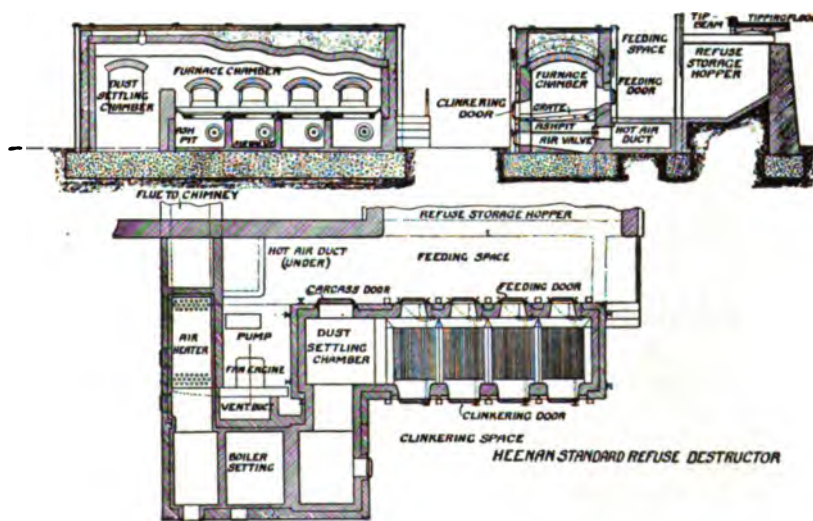 TIP-
BEAM
TIPPING FLOOR
FEEDING
SPACE
REFUSE
STORAGE
HOPPER
FURNACE CHAMBER
DUST
SETTLING
CHAMBER
FURNACE
CHAMBER
FEEDING
DOOR
CLINKERING
DOOR
GRATE
ASH
PIT
ASHPIT
HOT AIR
DUCT
AIR VALVE
FLUE TO CHIMNEY
REFUSE STORAGE HOPPER
HOT AIR DUCT
(UNDER)
FEEDING SPACE
CARCASS DOOR
FEEDING DOOR
AIR
HEATER
PUMP
DUST
SETTLING
CHAMBER
FAN ENGINE
VENT DUCT
CLINKERING DOOR
CLINKERING SPACE
BOILER
SETTING
HEENAN STANDARD REFUSE DESTRUCTOR